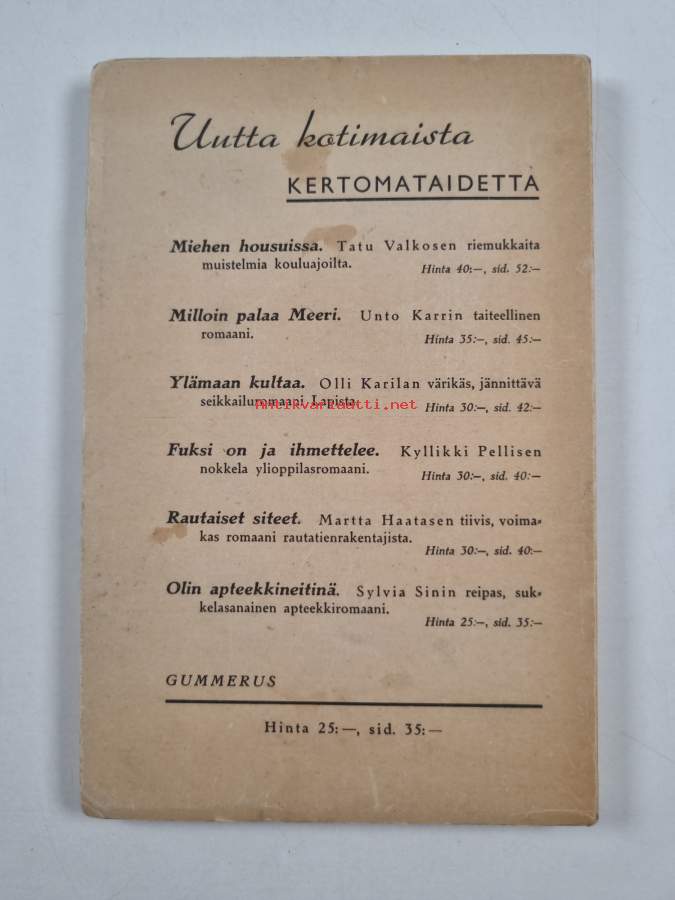 Uutta kotimaista
KERTOMATAIDETTA
Miehen housuissa. Tatu Valkosen riemukkaita
muistelmia kouluajoilta. Hinta 40:—, sid. 52:—
Milloin palaa Meeri. Unto Karrin taiteellinen
romaani. Hinta 35:—, sid. 45:—
Ylämaan kultaa. Olli Karilan värikäs, jännittävä
seikkailuromaani Lapista. Hinta 30:—, sid. 42:—
Antikvariaatti.net
Fuksi on ja ihmettelee. Kyllikki Pellisen
nokkela ylioppilasromaani. Hinta 30:—, sid. 40:—
Rautaiset siteet. Martta Haatasen tiivis, voima-
kas romaani rautatienrakentajista.
Hinta 30:—, sid. 40:—
Olin apteekkineitinä. Sylvia Sinin reipas, suk-
kelasanainen apteekkiromaani.
Hinta 25:—, sid. 35:—
GUMMERUS
Hinta 25:—, sid. 35:—